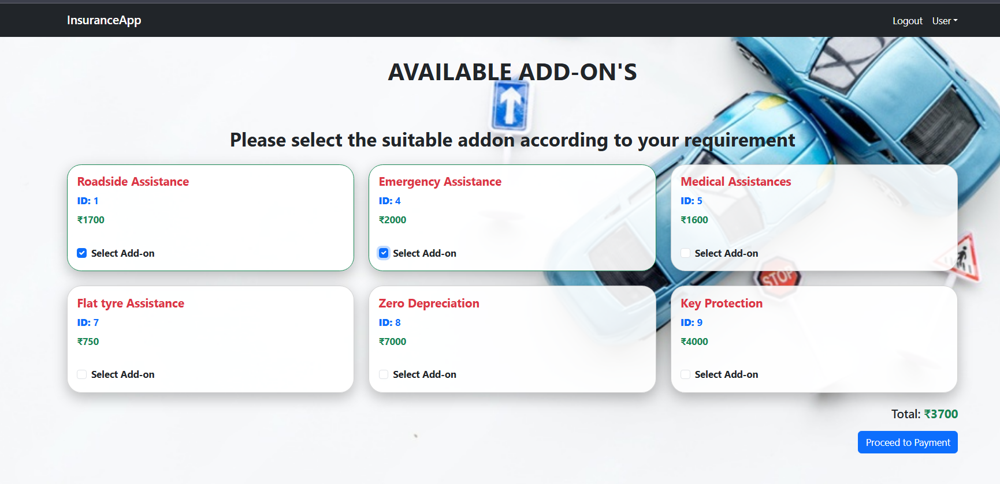 InsuranceApp
Logout User
AVAILABLE ADD-ON'S
Please select the suitable addon according to your requirement
Roadside Assistance
ID: 1
₹1700
Select Add-on
Emergency Assistance
ID: 4
₹2000
Select Add-on
Medical Assistances
ID: 5
₹1600
Select Add-on
STOP
Flat tyre Assistance
ID: 7
₹750
Select Add-on
Zero Depreciation
ID: 8
₹7000
Select Add-on
Key Protection
ID: 9
₹4000
Select Add-on
Total: ₹3700
Proceed to Payment